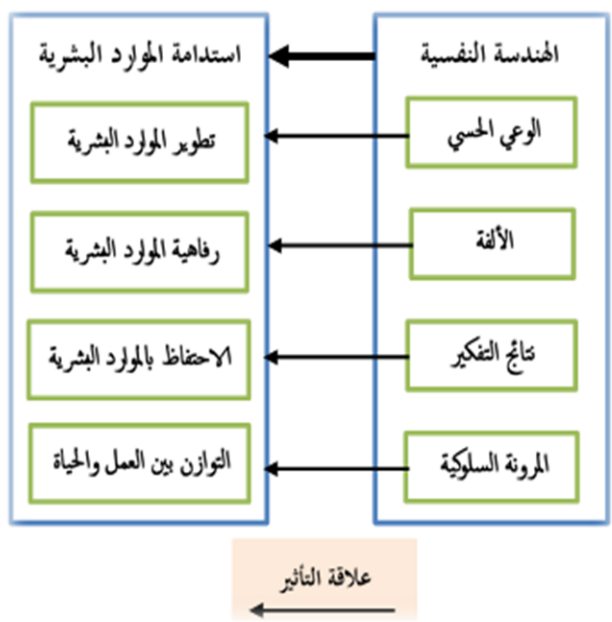 الهندسة النفسية
استدامة الموارد البشرية
الوعي الحسي
تطوير الموارد البشرية
الألفة
رفاهية الموارد البشرية
نتائج التفكير
الاحتفاظ بالموارد البشرية
المرونة السلوكية
التوازن بين العمل والحياة
علاقة التأثير